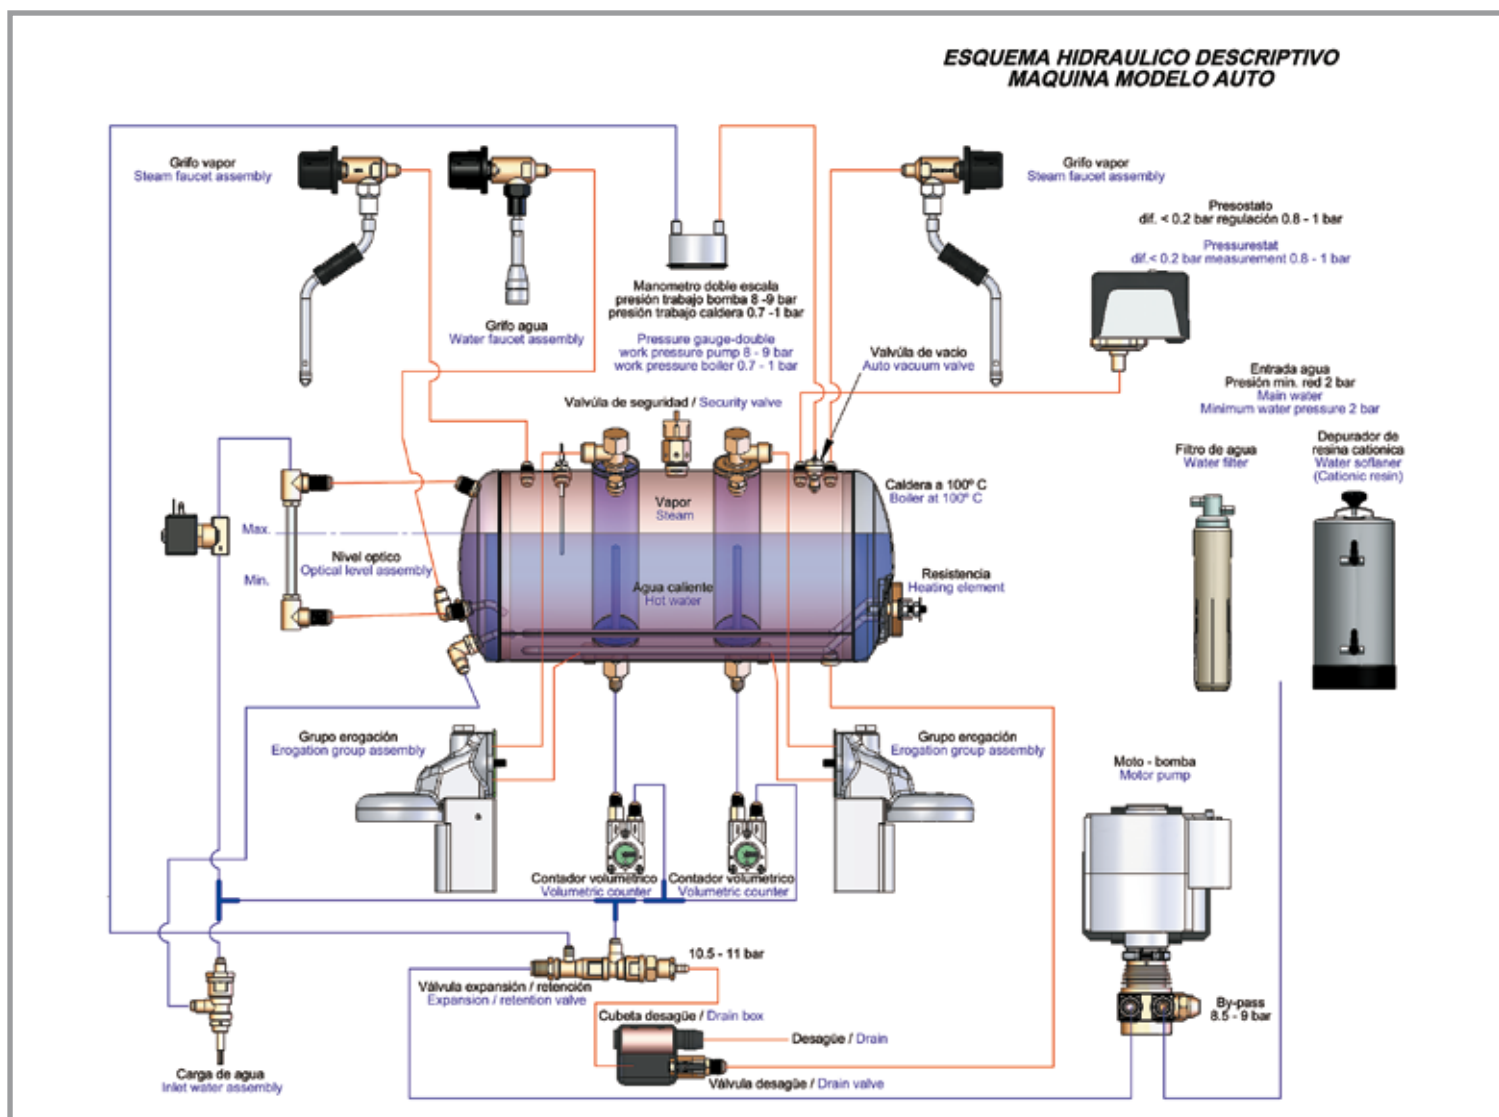 ESQUEMA HIDRAULICO DESCRIPTIVO
MAQUINA MODELO AUTO
Grifo vapor
Steam faucet assembly
Grifo agua
Water faucet assembly
Manometro doble escala
presión trabajo bomba 8 -9 bar
presión trabajo caldera 0.7 -1 bar
Pressure gauge-double
work pressure pump 8 - 9 bar
work pressure boiler 0.7 - 1 bar
Grifo vapor
Steam faucet assembly
Presostato
dif. < 0.2 bar regulación 0.8 - 1 bar
Pressurestat
dif.< 0.2 bar measurement 0.8 - 1 bar
Valvúla de vacio
Auto vacuum valve
Entrada agua
Presión min. red 2 bar
Main water
Minimum water pressure 2 bar
Valvúla de seguridad / Security valve
Filtro de agua
Water filter
Depurador de
resina cationica
Water soflaner
(Cationic resin)
Caldera a 100º C
Boiler at 100º C
Vapor
Steam
Max.
Nivel optico
Optical level assembly
Min.
Agua caliente
Hot water
Resistencia
Heating element
Grupo erogación
Erogation group assembly
Grupo erogación
Erogation group assembly
Moto - bomba
Motor pump
Contador volumétrico
Volumetric counter
Contador volumétrico
Volumetric counter
10.5 - 11 bar
Válvula expansión / retención
Expansion / retention valve
Cubeta desagüe / Drain box
Desagüe / Drain
Válvula desagüe / Drain valve
By-pass
8.5 - 9 bar
Carga de agua
Inlet water assembly